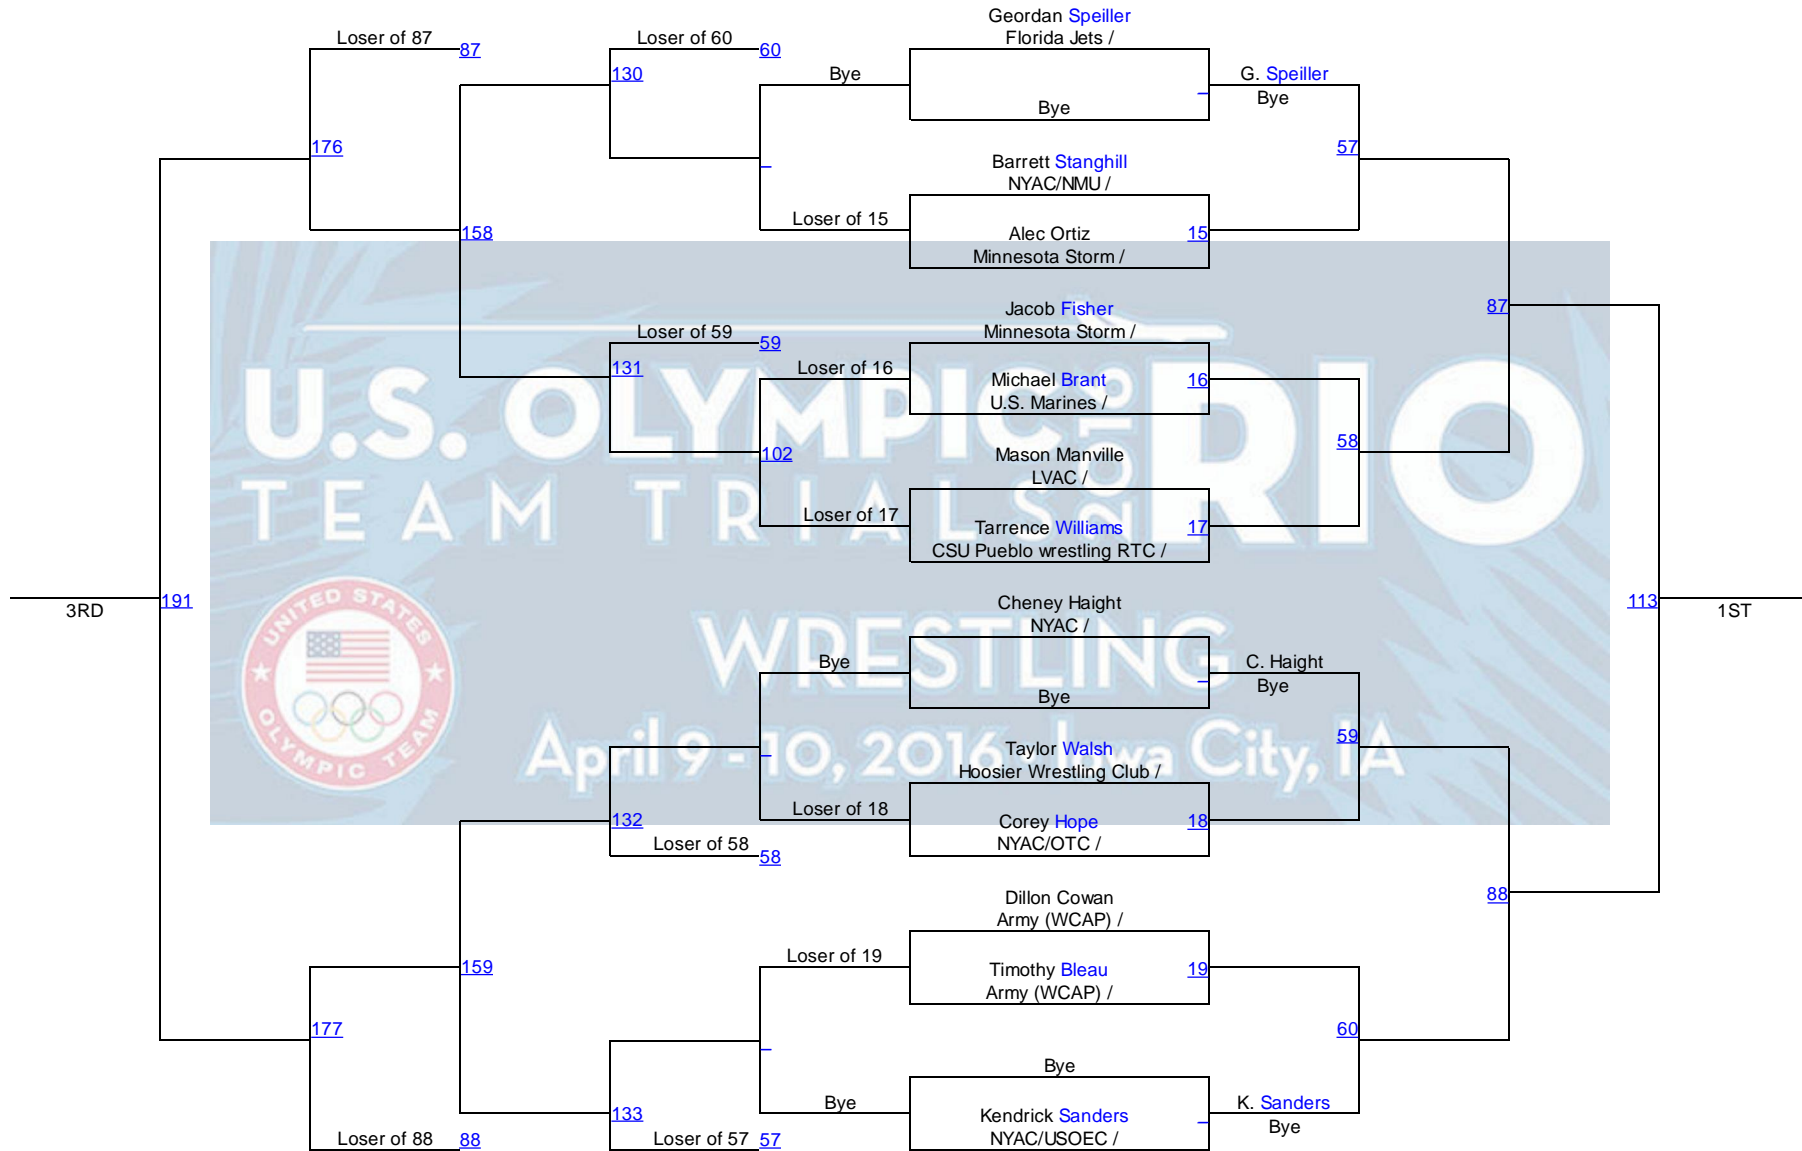 Geordan Speiller
Florida Jets /
Loser of 87
87
Loser of 60
60
130
Bye
G. Speiller
Bye
Bye
176
57
Barrett Stanghill
NYAC/NMU /
Loser of 15
158
Alec Ortiz
15
Minnesota Storm /
Jacob Fisher
Minnesota Storm /
87
Loser of 59
59
131
Loser of 16
Michael Brant
16
U.S. Marines /
U.S. OLYMPIC
TEAM TRIALS
2016
RIO
102
Mason Manville
58
LVAC /
Loser of 17
Tarrence Williams
17
CSU Pueblo wrestling RTC /
3RD
191
UNITED STATES
OLYMPIC TEAM
Cheney Haight
NYAC /
113
1ST
WRESTLING
Bye
C. Haight
Bye
Bye
April 9 - 10, 2016 - Iowa City, IA
Taylor Walsh
59
Hoosier Wrestling Club /
Loser of 18
132
Corey Hope
18
NYAC/OTC /
Loser of 58
58
Dillon Cowan
88
Army (WCAP) /
Loser of 19
159
Timothy Bleau
19
Army (WCAP) /
177
60
Bye
133
Bye
Kendrick Sanders
K. Sanders
NYAC/USOEC /
Bye
Loser of 88
88
Loser of 57
57